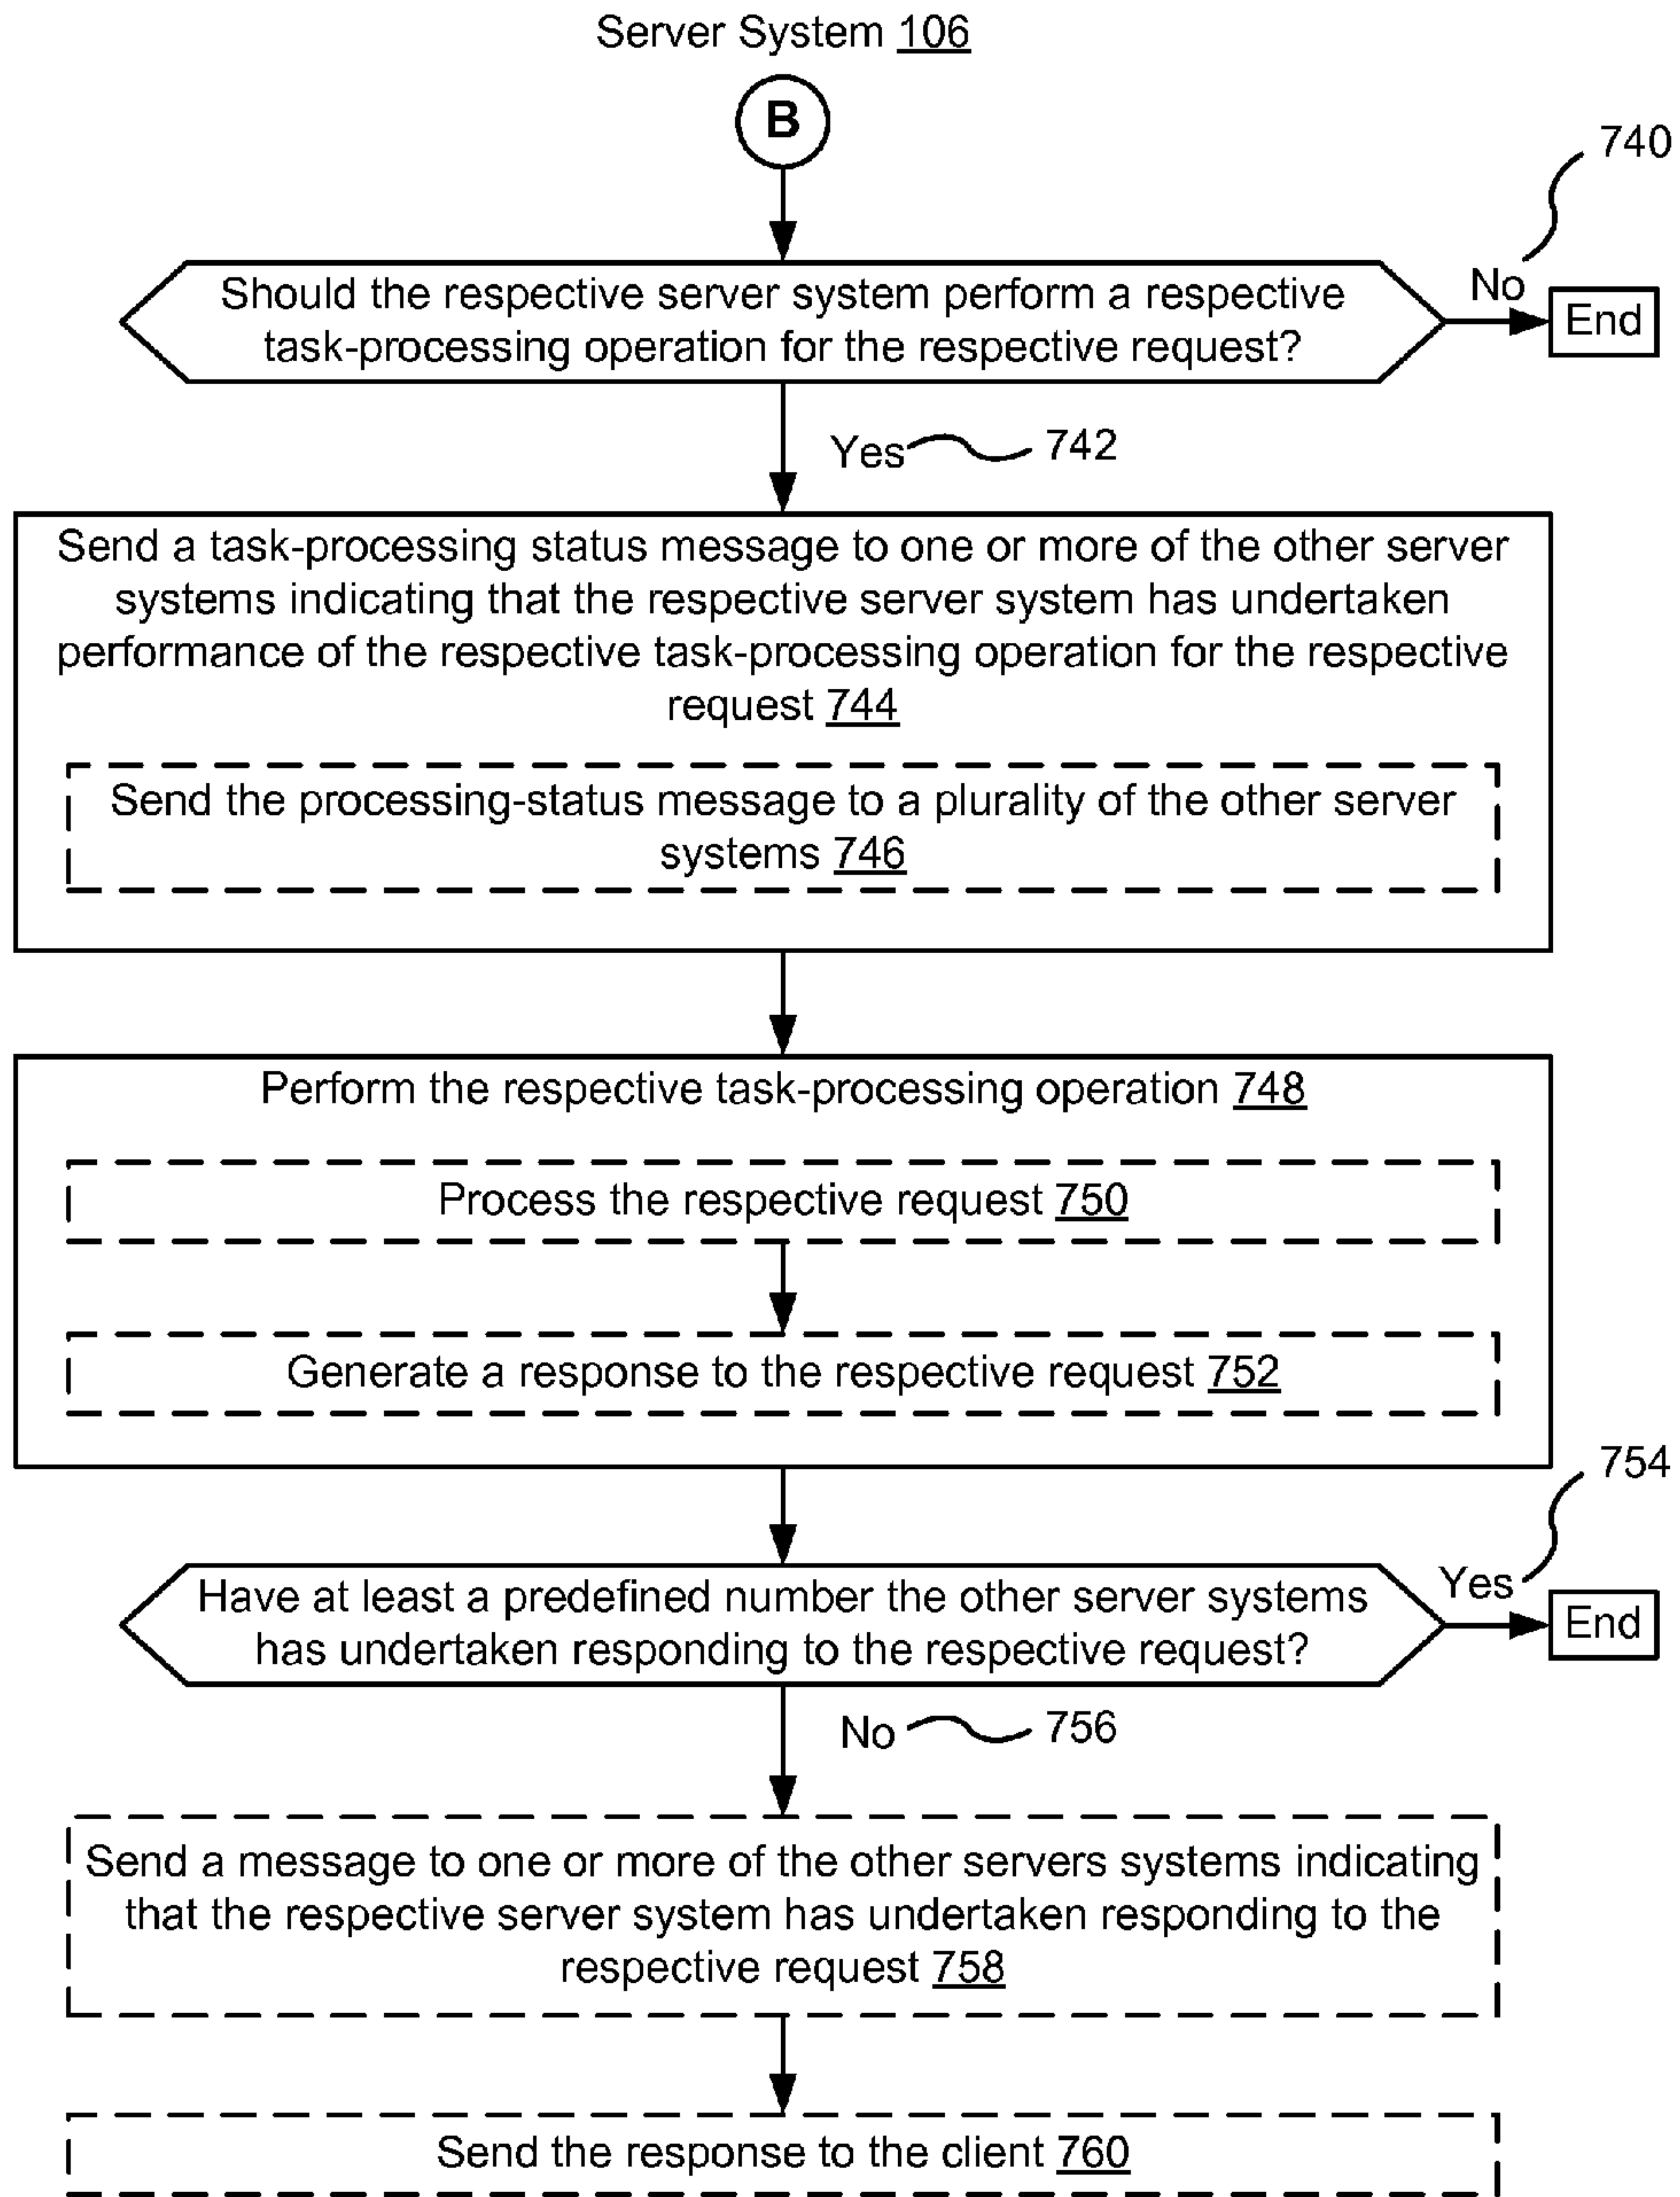 Server System 106
B
740
No
Should the respective server system perform a respective
task-processing operation for the respective request?
End
Yes
742
Send a task-processing status message to one or more of the other server
systems indicating that the respective server system has undertaken
performance of the respective task-processing operation for the respective
request 744
Send the processing-status message to a plurality of the other server
systems 746
Perform the respective task-processing operation 748
Process the respective request 750
Generate a response to the respective request 752
754
Yes
Have at least a predefined number the other server systems
has undertaken responding to the respective request?
End
No
756
Send a message to one or more of the other servers systems indicating
that the respective server system has undertaken responding to the
respective request 758
Send the response to the client 760